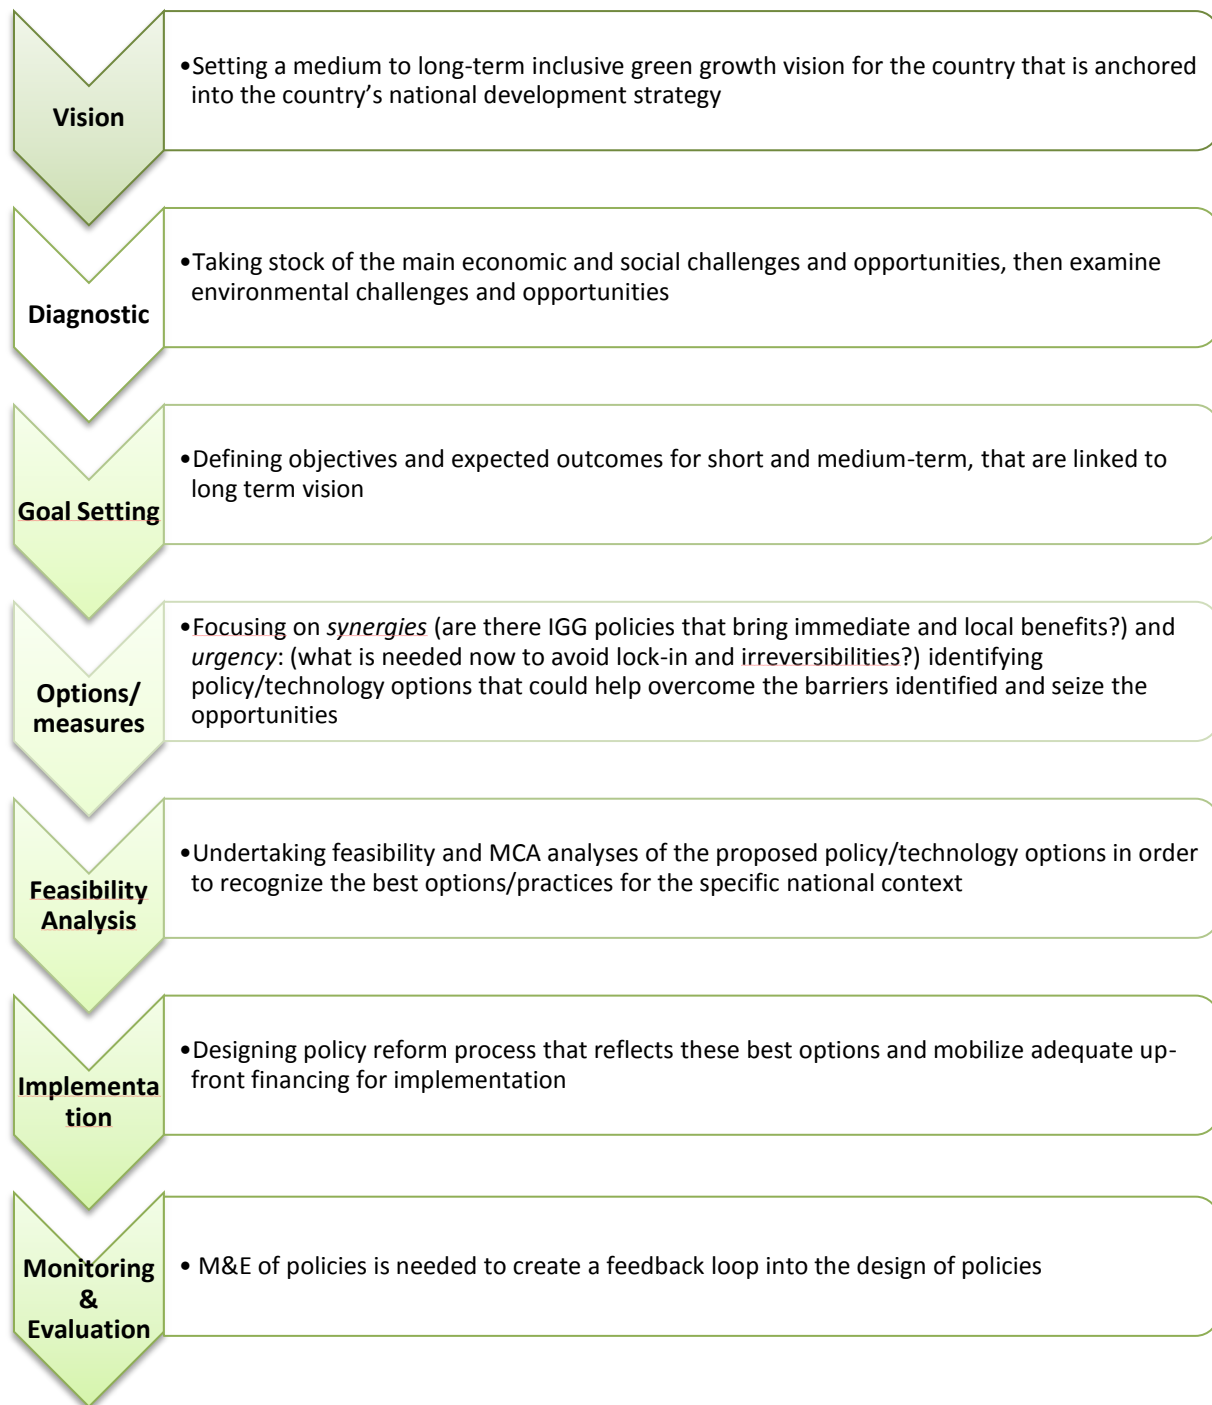 Vision
•Setting a medium to long-term inclusive green growth vision for the country that is anchored
into the country’s national development strategy
Diagnostic
•Taking stock of the main economic and social challenges and opportunities, then examine
environmental challenges and opportunities
Goal Setting
•Defining objectives and expected outcomes for short and medium-term, that are linked to
long term vision
Options/
measures
•Focusing on synergies (are there IGG policies that bring immediate and local benefits?) and
urgency: (what is needed now to avoid lock-in and irreversibilities?) identifying
policy/technology options that could help overcome the barriers identified and seize the
opportunities
Feasibility
Analysis
•Undertaking feasibility and MCA analyses of the proposed policy/technology options in order
to recognize the best options/practices for the specific national context
Implementa
tion
•Designing policy reform process that reflects these best options and mobilize adequate up-
front financing for implementation
Monitoring
&
Evaluation
• M&E of policies is needed to create a feedback loop into the design of policies